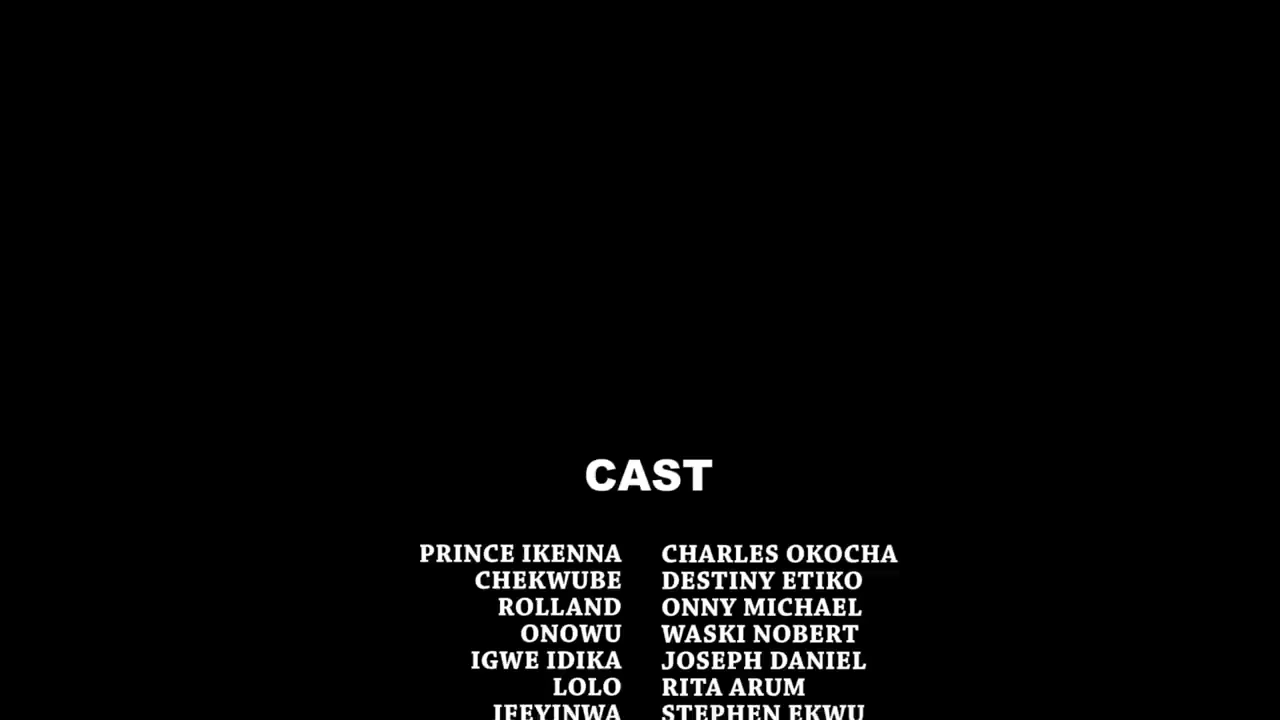 CAST
PRINCE IKENNA CHARLES OKOCHA
CHEKWUBE DESTINY ETIKO
ROLLAND ONNY MICHAEL
ONOWU WASKI NOBERT
IGWE IDIKA JOSEPH DANIEL
LOLO RITA ARUM
IFEYINWA STEPHEN EKWU